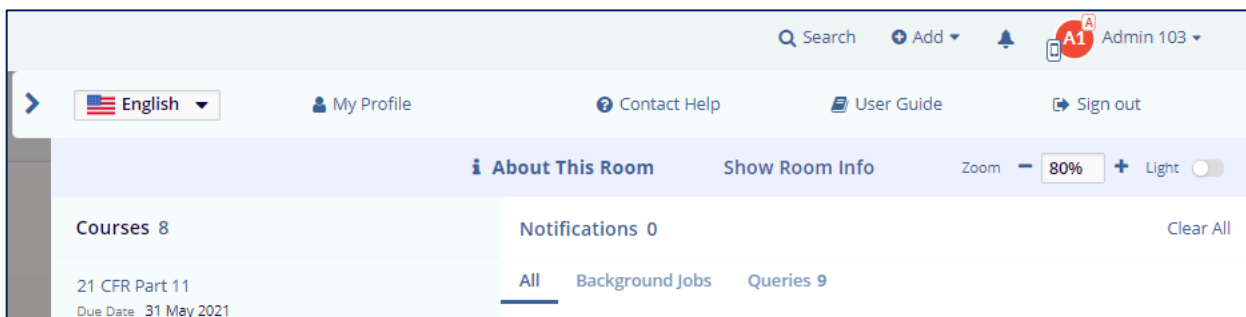 Search Add A1 A Admin 103
English My Profile Contact Help User Guide Sign out
About This Room Show Room Info Zoom 80% Light
Courses 8
Notifications 0 Clear All
All Background Jobs Queries 9
21 CFR Part 11
Due Date 31 May 2021